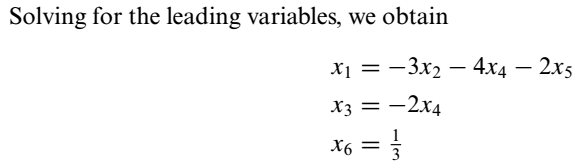 Solving for the leading variables, we obtain
x₁ = −3x₂ − 4x₄ − 2x₅
x₃ = −2x₄
x₆ = 1/3